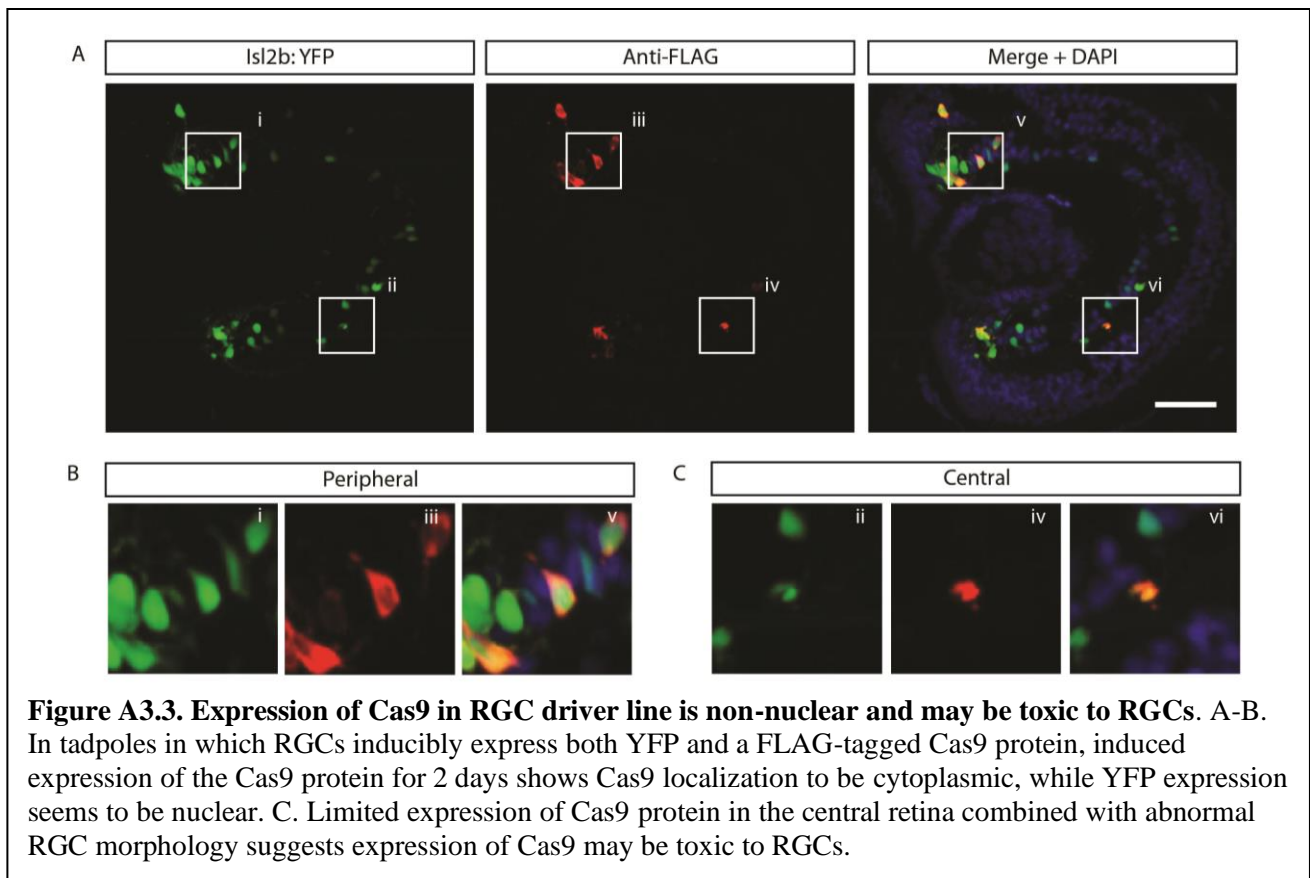 A
Isl2b: YFP
Anti-FLAG
Merge + DAPI
i
iii
v
ii
iv
vi
B
Peripheral
C
Central
i
iii
v
ii
iv
vi
Figure A3.3. Expression of Cas9 in RGC driver line is non-nuclear and may be toxic to RGCs. A-B.
In tadpoles in which RGCs inducibly express both YFP and a FLAG-tagged Cas9 protein, induced
expression of the Cas9 protein for 2 days shows Cas9 localization to be cytoplasmic, while YFP expression
seems to be nuclear. C. Limited expression of Cas9 protein in the central retina combined with abnormal
RGC morphology suggests expression of Cas9 may be toxic to RGCs.